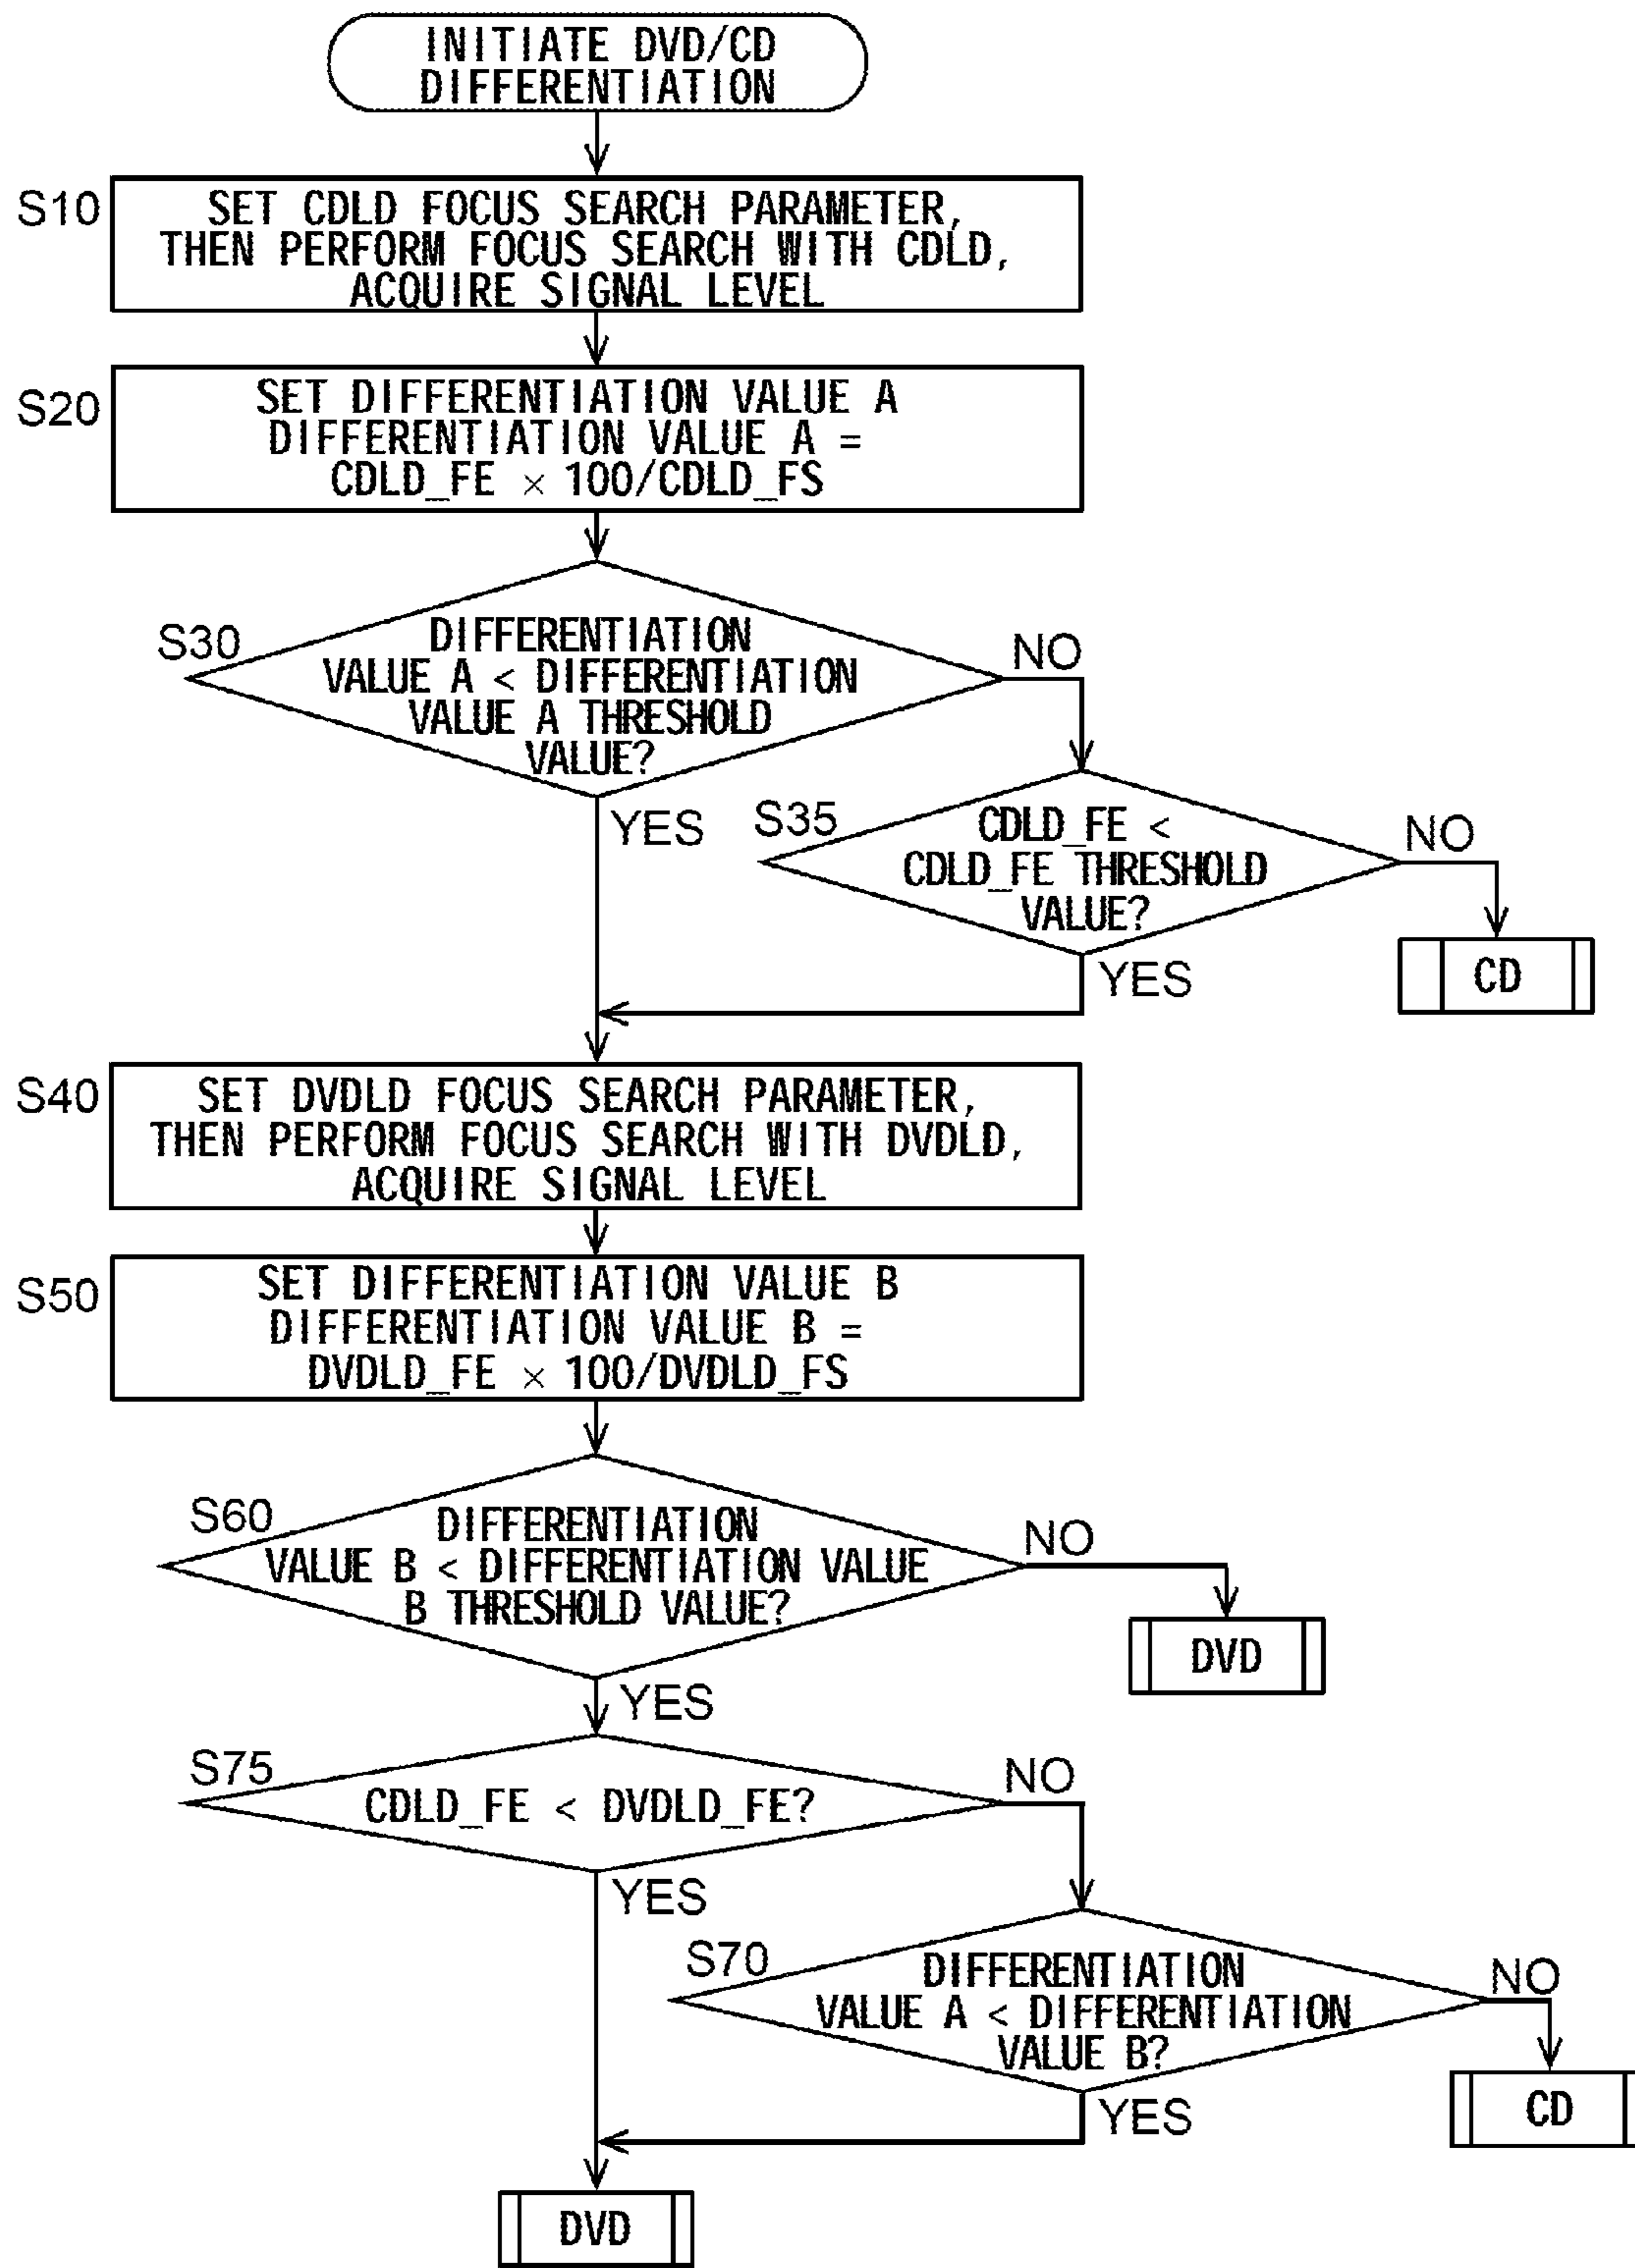 INITIATE DVD/CD
DIFFERENTIATION
S10
SET CDLD FOCUS SEARCH PARAMETER,
THEN PERFORM FOCUS SEARCH WITH CDLD,
ACQUIRE SIGNAL LEVEL
S20
SET DIFFERENTIATION VALUE A
DIFFERENTIATION VALUE A =
CDLD_FE × 100/CDLD_FS
S30
DIFFERENTIATION
VALUE A < DIFFERENTIATION
VALUE A THRESHOLD
VALUE?
NO
YES
S35
CDLD_FE <
CDLD_FE THRESHOLD
VALUE?
NO
YES
CD
S40
SET DVDLD FOCUS SEARCH PARAMETER,
THEN PERFORM FOCUS SEARCH WITH DVDLD,
ACQUIRE SIGNAL LEVEL
S50
SET DIFFERENTIATION VALUE B
DIFFERENTIATION VALUE B =
DVDLD_FE × 100/DVDLD_FS
S60
DIFFERENTIATION
VALUE B < DIFFERENTIATION VALUE
B THRESHOLD VALUE?
NO
DVD
YES
S75
CDLD_FE < DVDLD_FE?
NO
YES
S70
DIFFERENTIATION
VALUE A < DIFFERENTIATION
VALUE B?
NO
YES
CD
DVD